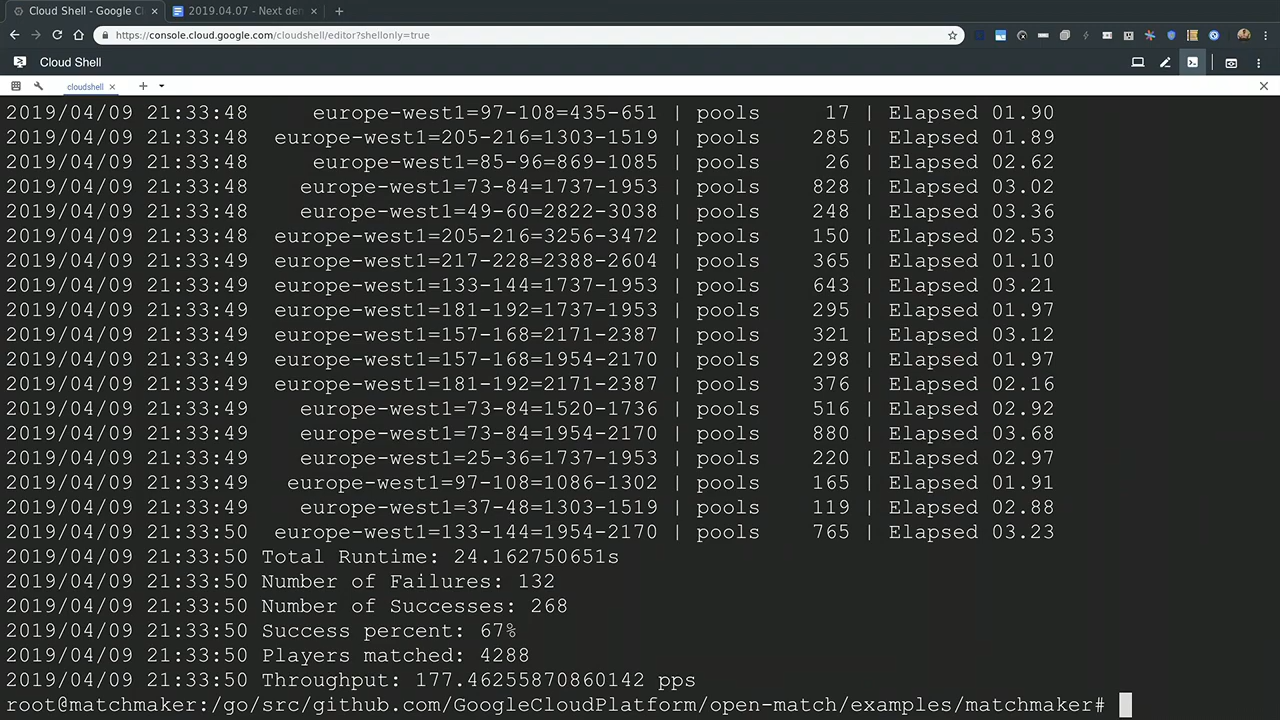 Cloud Shell - Google Cl
2019.04.07 - Next den
https://console.cloud.google.com/cloudshell/editor?shellonly=true
Cloud Shell
cloudshell
2019/04/09 21:33:48 europe-west1=97-108=435-651 | pools 17 | Elapsed 01.90
2019/04/09 21:33:48 europe-west1=205-216=1303-1519 | pools 285 | Elapsed 01.89
2019/04/09 21:33:48 europe-west1=85-96=869-1085 | pools 26 | Elapsed 02.62
2019/04/09 21:33:48 europe-west1=73-84=1737-1953 | pools 828 | Elapsed 03.02
2019/04/09 21:33:48 europe-west1=49-60=2822-3038 | pools 248 | Elapsed 03.36
2019/04/09 21:33:48 europe-west1=205-216=3256-3472 | pools 150 | Elapsed 02.53
2019/04/09 21:33:49 europe-west1=217-228=2388-2604 | pools 365 | Elapsed 01.10
2019/04/09 21:33:49 europe-west1=133-144=1737-1953 | pools 643 | Elapsed 03.21
2019/04/09 21:33:49 europe-west1=181-192=1737-1953 | pools 295 | Elapsed 01.97
2019/04/09 21:33:49 europe-west1=157-168=2171-2387 | pools 321 | Elapsed 03.12
2019/04/09 21:33:49 europe-west1=157-168=1954-2170 | pools 298 | Elapsed 01.97
2019/04/09 21:33:49 europe-west1=181-192=2171-2387 | pools 376 | Elapsed 02.16
2019/04/09 21:33:49 europe-west1=73-84=1520-1736 | pools 516 | Elapsed 02.92
2019/04/09 21:33:49 europe-west1=73-84=1954-2170 | pools 880 | Elapsed 03.68
2019/04/09 21:33:49 europe-west1=25-36=1737-1953 | pools 220 | Elapsed 02.97
2019/04/09 21:33:49 europe-west1=97-108=1086-1302 | pools 165 | Elapsed 01.91
2019/04/09 21:33:49 europe-west1=37-48=1303-1519 | pools 119 | Elapsed 02.88
2019/04/09 21:33:50 europe-west1=133-144=1954-2170 | pools 765 | Elapsed 03.23
2019/04/09 21:33:50 Total Runtime: 24.162750651s
2019/04/09 21:33:50 Number of Failures: 132
2019/04/09 21:33:50 Number of Successes: 268
2019/04/09 21:33:50 Success percent: 67%
2019/04/09 21:33:50 Players matched: 4288
2019/04/09 21:33:50 Throughput: 177.46255870860142 pps
root@matchmaker:/go/src/github.com/GoogleCloudPlatform/open-match/examples/matchmaker#